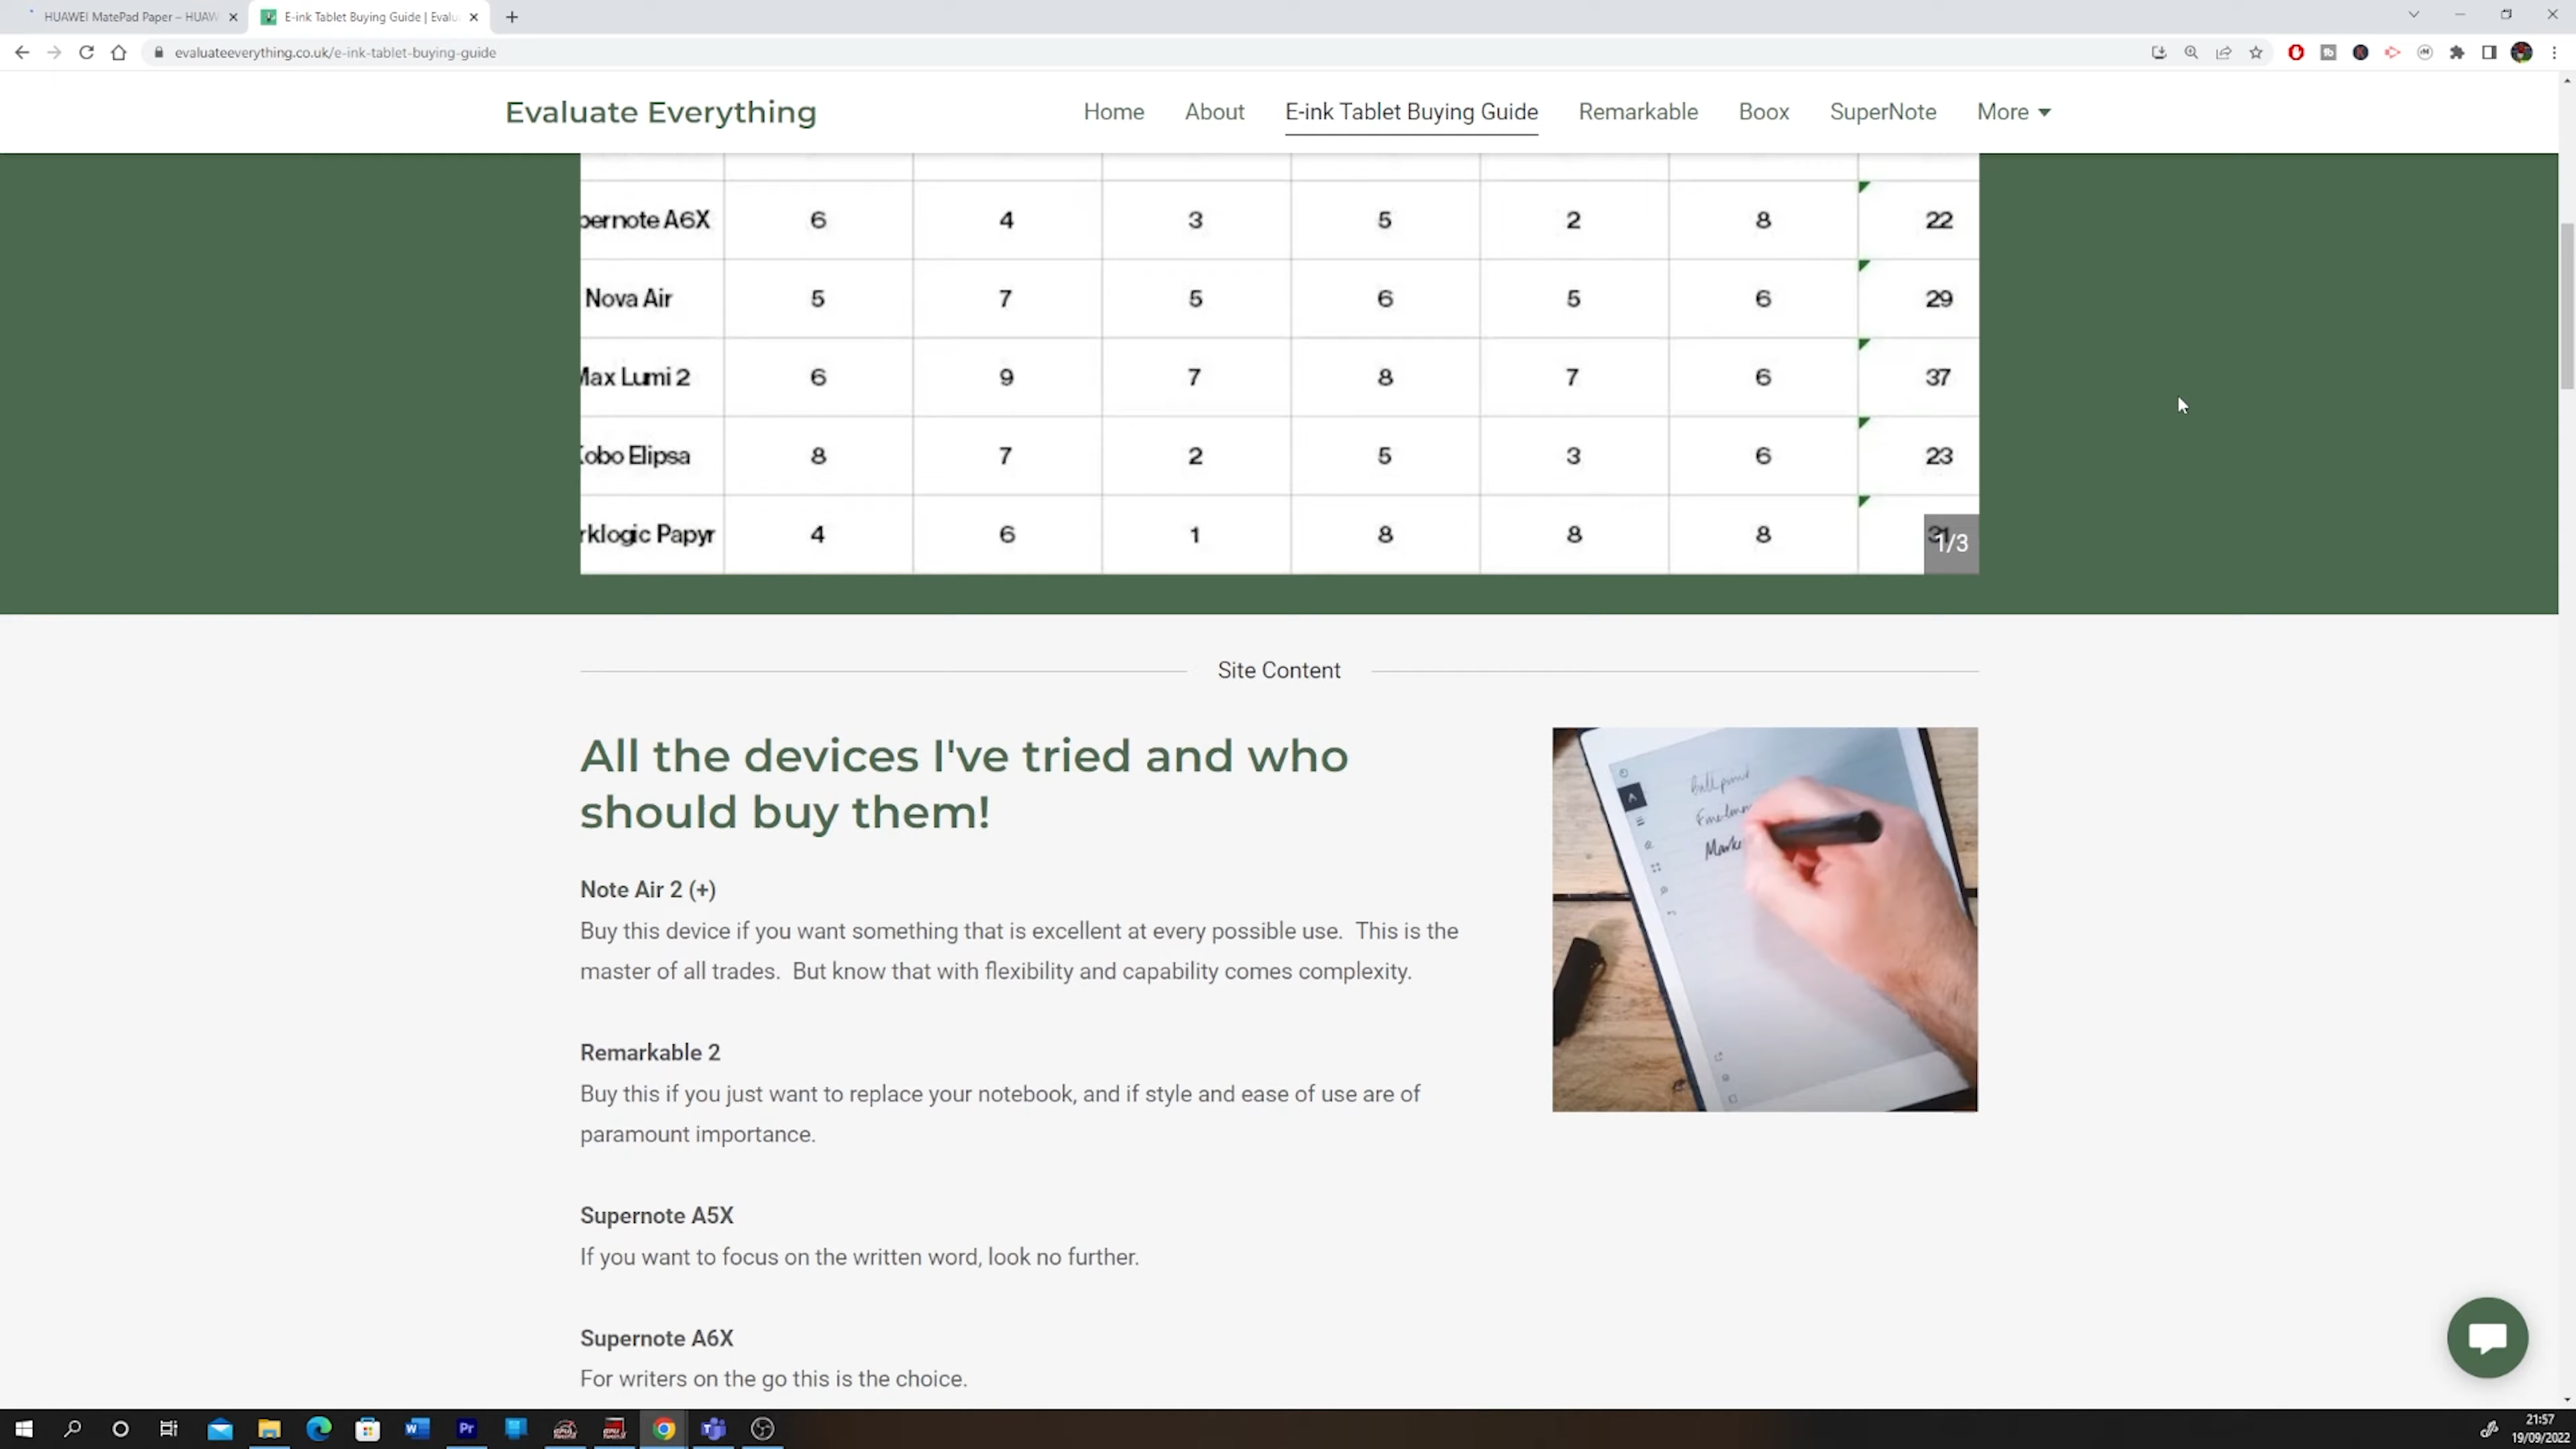 HUAWEI MatePad Paper – HUAW
E-ink Tablet Buying Guide | Evalu
evaluateeverything.co.uk/e-ink-tablet-buying-guide
Evaluate Everything Home About E-ink Tablet Buying Guide Remarkable Boox SuperNote More
pernote A6X 6 4 3 5 2 8 22
Nova Air 5 7 5 6 5 6 29
Max Lumi 2 6 9 7 8 7 6 37
Kobo Elipsa 8 7 2 5 3 6 23
rklogic Papyr 4 6 1 8 8 8 31
1/3
Site Content
All the devices I've tried and who
should buy them!
Note Air 2 (+)
Buy this device if you want something that is excellent at every possible use. This is the
master of all trades. But know that with flexibility and capability comes complexity.
Remarkable 2
Buy this if you just want to replace your notebook, and if style and ease of use are of
paramount importance.
Supernote A5X
If you want to focus on the written word, look no further.
Supernote A6X
For writers on the go this is the choice.
ball point
Marke
21:57
19/09/2022